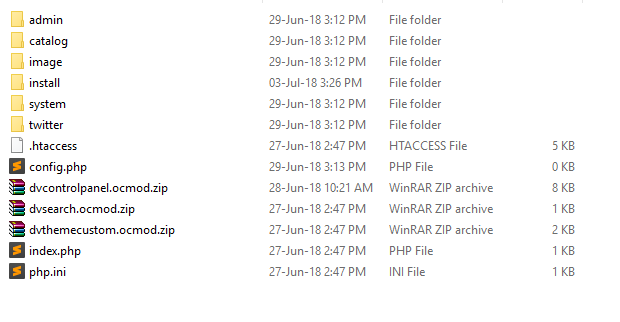 admin 29-Jun-18 3:12 PM File folder
catalog 29-Jun-18 3:12 PM File folder
image 29-Jun-18 3:12 PM File folder
install 03-Jul-18 3:26 PM File folder
system 29-Jun-18 3:12 PM File folder
twitter 29-Jun-18 3:12 PM File folder
.htaccess 27-Jun-18 2:47 PM HTACCESS File 5 KB
config.php 29-Jun-18 3:13 PM PHP File 0 KB
dvcontrolpanel.ocmod.zip 28-Jun-18 10:21 AM WinRAR ZIP archive 8 KB
dvsearch.ocmod.zip 27-Jun-18 2:47 PM WinRAR ZIP archive 1 KB
dvthemecustom.ocmod.zip 27-Jun-18 2:47 PM WinRAR ZIP archive 2 KB
index.php 27-Jun-18 2:47 PM PHP File 1 KB
php.ini 27-Jun-18 2:47 PM INI File 1 KB